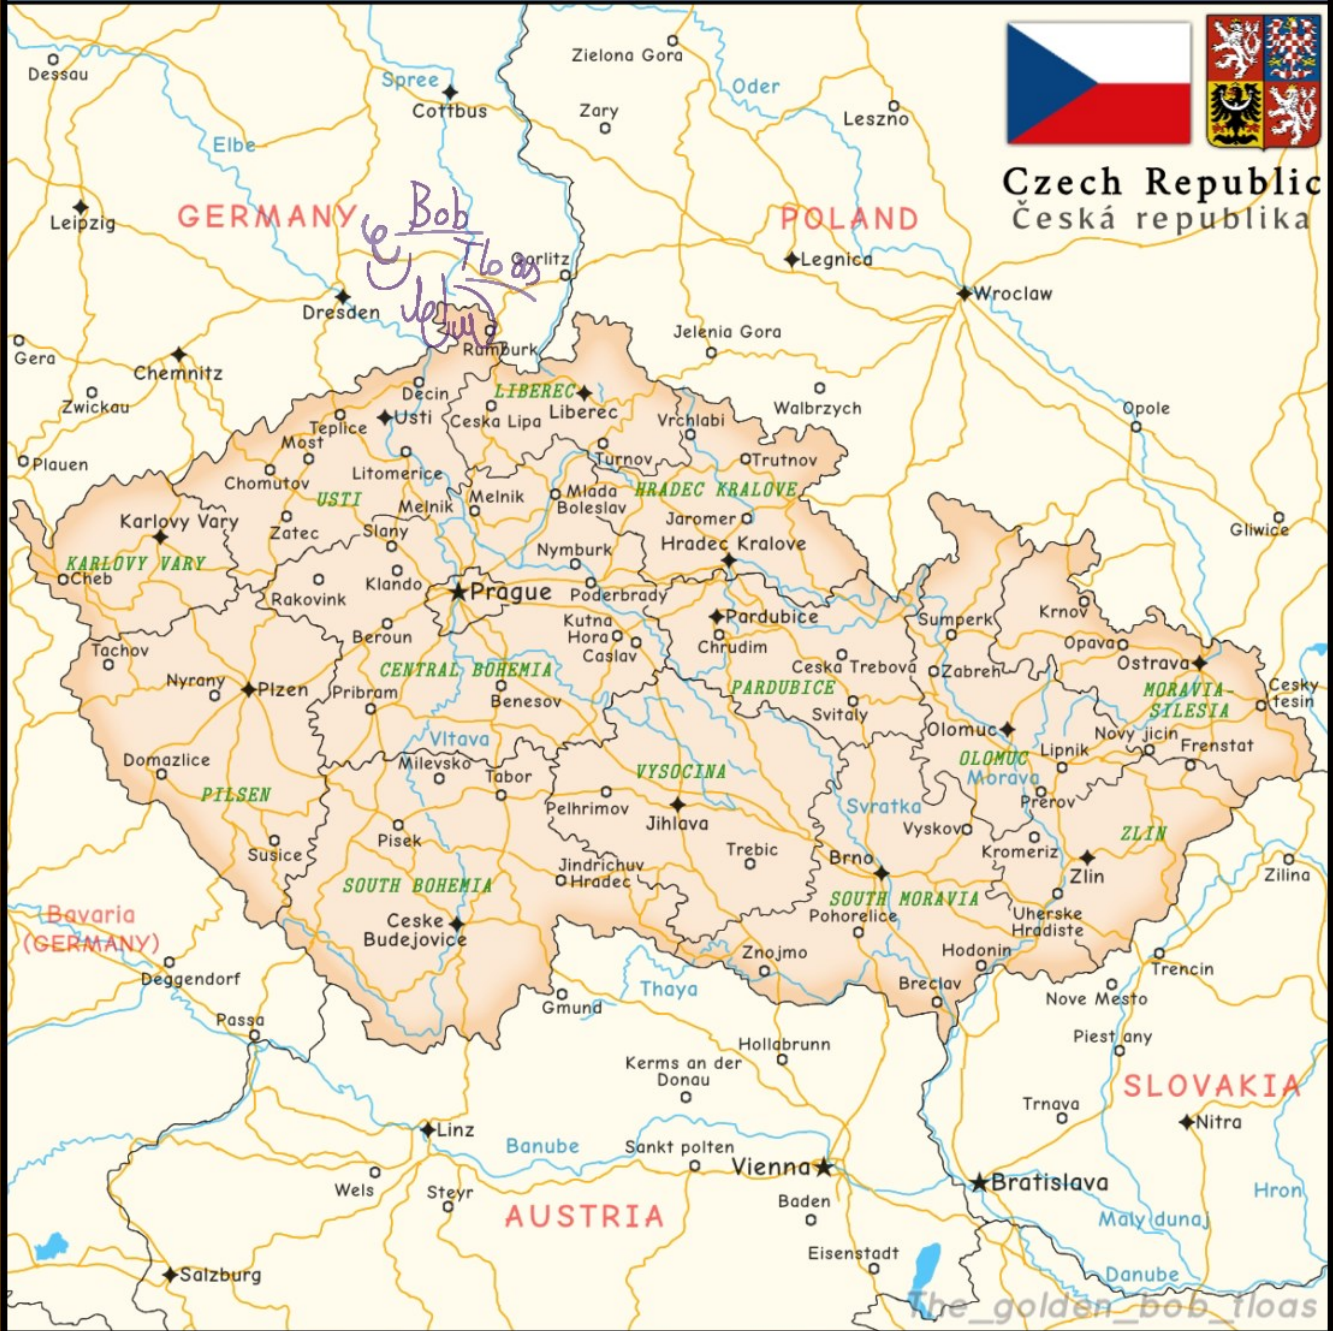 Dessau
Zielona Gora
Spree
Oder
Cottbus
Zary
Leszno
Elbe
Czech Republic
Česká republika
Leipzig
GERMANY
Bob
Tloas
POLAND
Gorlitz
Legnica
Wroclaw
Dresden
Jelenia Gora
Rumburk
Gera
Chemnitz
Zwickau
Decin
LIBEREC
Liberec
Walbrzych
Opole
Teplice
Usti
Ceska Lipa
Vrchlabi
Most
Plauen
Turnov
Trutnov
Chomutov
Litomerice
USTI
Melnik
Melnik
Mlada
Boleslav
HRADEC KRALOVE
Karlovy Vary
Zatec
Slany
Jaromer
Gliwice
KARLOVY VARY
Nymburk
Hradec Kralove
Cheb
Klando
Prague
Poderbrady
Rakovink
Krnov
Beroun
Kutna
Hora
Caslav
Pardubice
Chrudim
Sumperk
Opava
Tachov
CENTRAL BOHEMIA
Ceska Trebova
Zabreh
Ostrava
Nyrany
Plzen
Pribram
Benesov
PARDUBICE
Svitaly
MORAVIA-
SILESIA
Cesky
tesin
Olomuc
Vltava
Novy jicin
Frenstat
Lipnik
Domazlice
Milevsko
Tabor
VYSOCINA
OLOMUC
Morava
PILSEN
Pelhrimov
Jihlava
Svratka
Prerov
Pisek
Vyskov
ZLIN
Susice
Trebic
Brno
Kromeriz
Zlin
Zilina
SOUTH BOHEMIA
Jindrichuv
Hradec
SOUTH MORAVIA
Bavaria
(GERMANY)
Ceske
Budejovice
Pohorelice
Uherske
Hradiste
Deggendorf
Znojmo
Hodonin
Trencin
Thaya
Breclav
Nove Mesto
Gmund
Passa
Hollabrunn
Piest any
Kerms an der
Donau
SLOVAKIA
Trnava
Nitra
Linz
Banube
Sankt polten
Vienna
Bratislava
Wels
Steyr
Baden
Hron
AUSTRIA
Maly dunaj
Eisenstadt
Salzburg
Danube
The_golden_bob_tloas